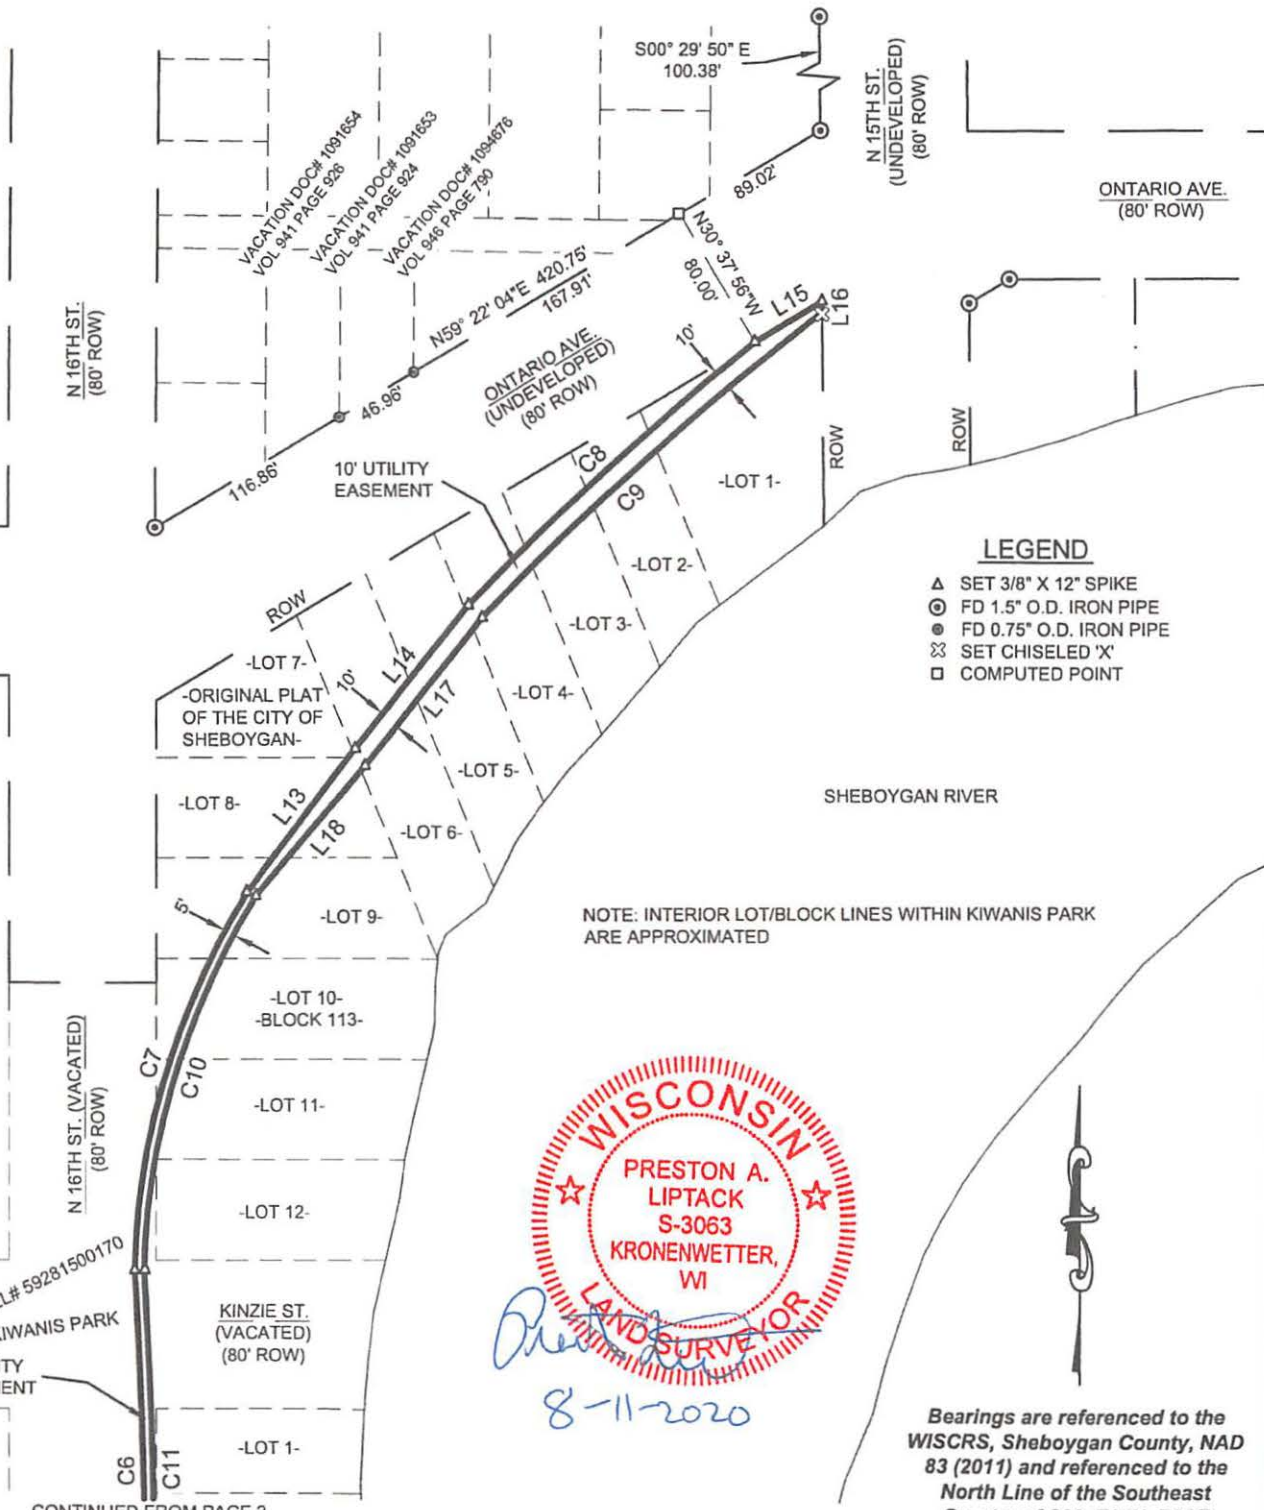 S00° 29' 50" E
100.38'
N 15TH ST.
(UNDEVELOPED)
(80' ROW)
ONTARIO AVE.
(80' ROW)
VACATION DOC# 1091654
VOL 941 PAGE 926
VACATION DOC# 1091653
VOL 941 PAGE 924
VACATION DOC# 1094676
VOL 946 PAGE 790
89.02'
N30° 37' 56"W
80.00'
N59° 22' 04"E 420.75'
167.91'
L15
L16
N 16TH ST.
(80' ROW)
ONTARIO AVE.
(UNDEVELOPED)
(80' ROW)
10'
46.96'
116.86'
10' UTILITY
EASEMENT
C8
C9
-LOT 1-
ROW
ROW
LEGEND
SET 3/8" X 12" SPIKE
FD 1.5" O.D. IRON PIPE
FD 0.75" O.D. IRON PIPE
SET CHISELED 'X'
COMPUTED POINT
-LOT 2-
-LOT 3-
ROW
-LOT 7-
L14
10'
L17
-LOT 4-
-ORIGINAL PLAT
OF THE CITY OF
SHEBOYGAN-
-LOT 5-
-LOT 8-
L13
L18
-LOT 6-
SHEBOYGAN RIVER
5'
-LOT 9-
NOTE: INTERIOR LOT/BLOCK LINES WITHIN KIWANIS PARK
ARE APPROXIMATED
-LOT 10-
-BLOCK 113-
N 16TH ST. (VACATED)
(80' ROW)
C7
C10
-LOT 11-
-LOT 12-
WISCONSIN
PRESTON A.
LIPTACK
S-3063
KRONENWETTER,
WI
LAND SURVEYOR
8-11-2020
L# 59281500170
KIWANIS PARK
KINZIE ST.
(VACATED)
(80' ROW)
C6
C11
-LOT 1-
CONTINUED FROM PAGE 2
Bearings are referenced to the
WISCRS, Sheboygan County, NAD
83 (2011) and referenced to the
North Line of the Southeast